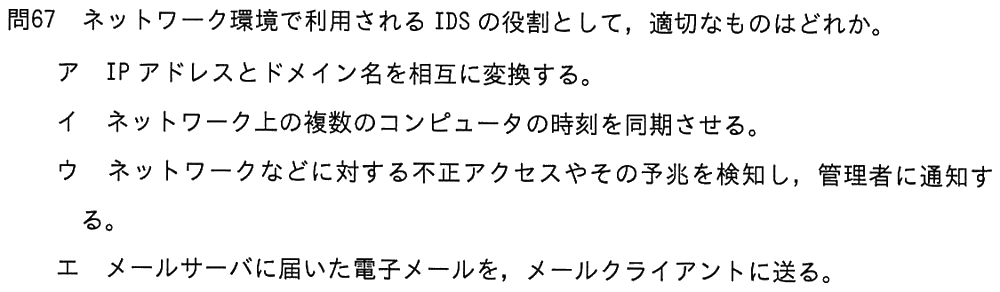 問67 ネットワーク環境で利用される IDS の役割として，適切なものはどれか。
ア IP アドレスとドメイン名を相互に変換する。
イ ネットワーク上の複数のコンピュータの時刻を同期させる。
ウ ネットワークなどに対する不正アクセスやその予兆を検知し，管理者に通知す
る。
エ メールサーバに届いた電子メールを，メールクライアントに送る。